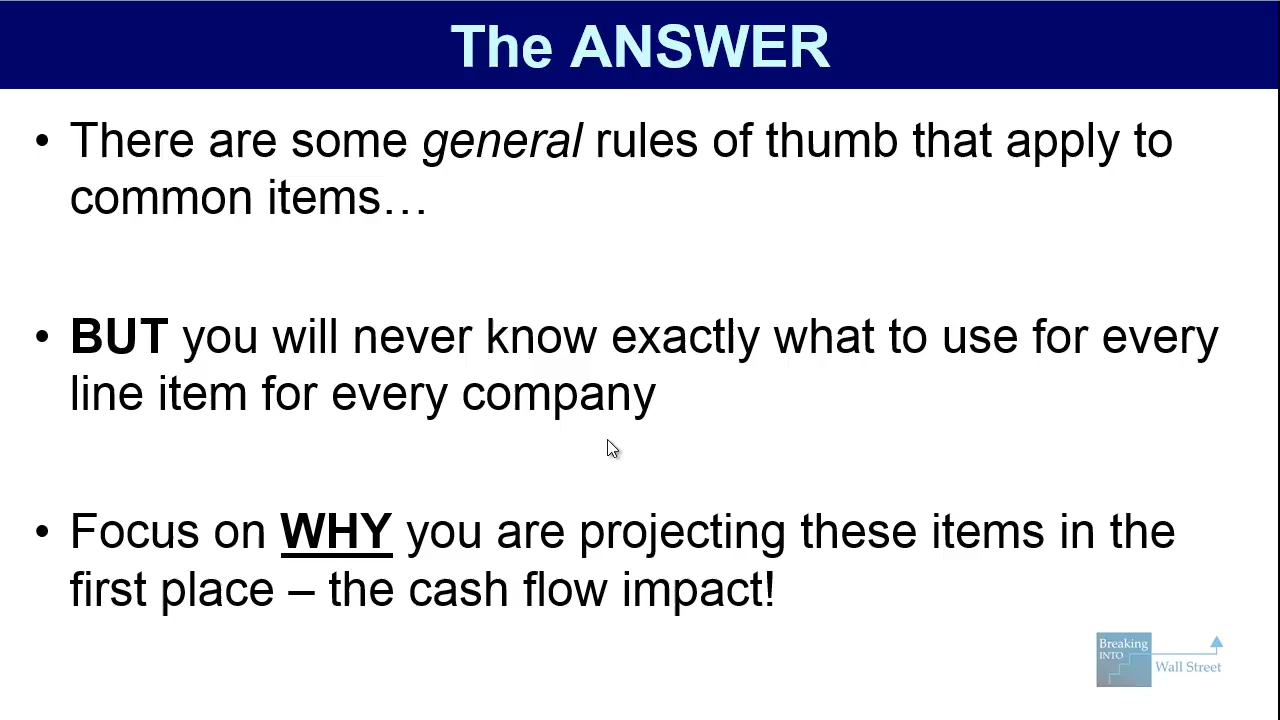 The ANSWER
• There are some general rules of thumb that apply to
common items…
• BUT you will never know exactly what to use for every
line item for every company
• Focus on WHY you are projecting these items in the
first place – the cash flow impact!
Breaking
INTO
Wall Street